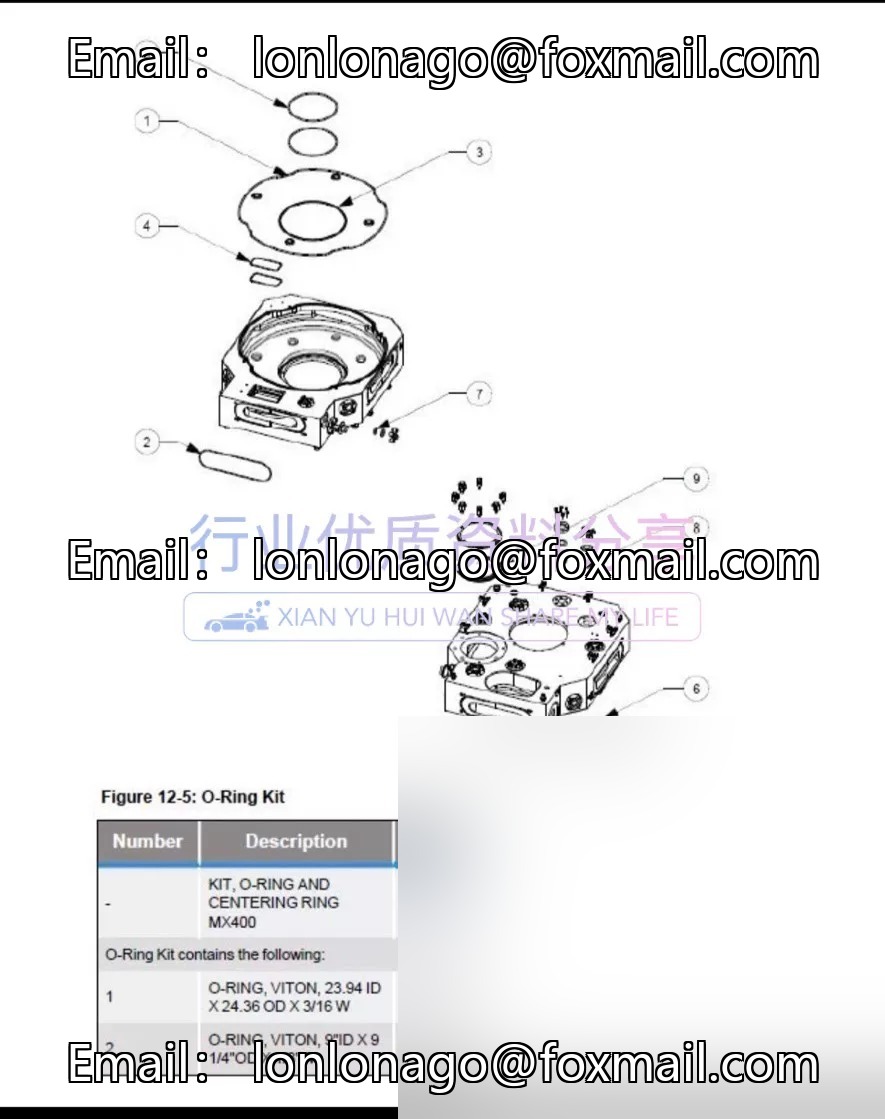 Email： lonlonago@foxmail.com
1
3
4
7
2
9
行业优质资料分享
8
Email： lonlonago@foxmail.com
XIAN YU HUI WAN SHARE MY LIFE
6
Figure 12-5: O-Ring Kit
Number Description
- KIT, O-RING AND
CENTERING RING
MX400
O-Ring Kit contains the following:
1 O-RING, VITON, 23.94 ID
X 24.36 OD X 3/16 W
2 O-RING, VITON, 9"ID X 9
1/4"OD X
Email： lonlonago@foxmail.com